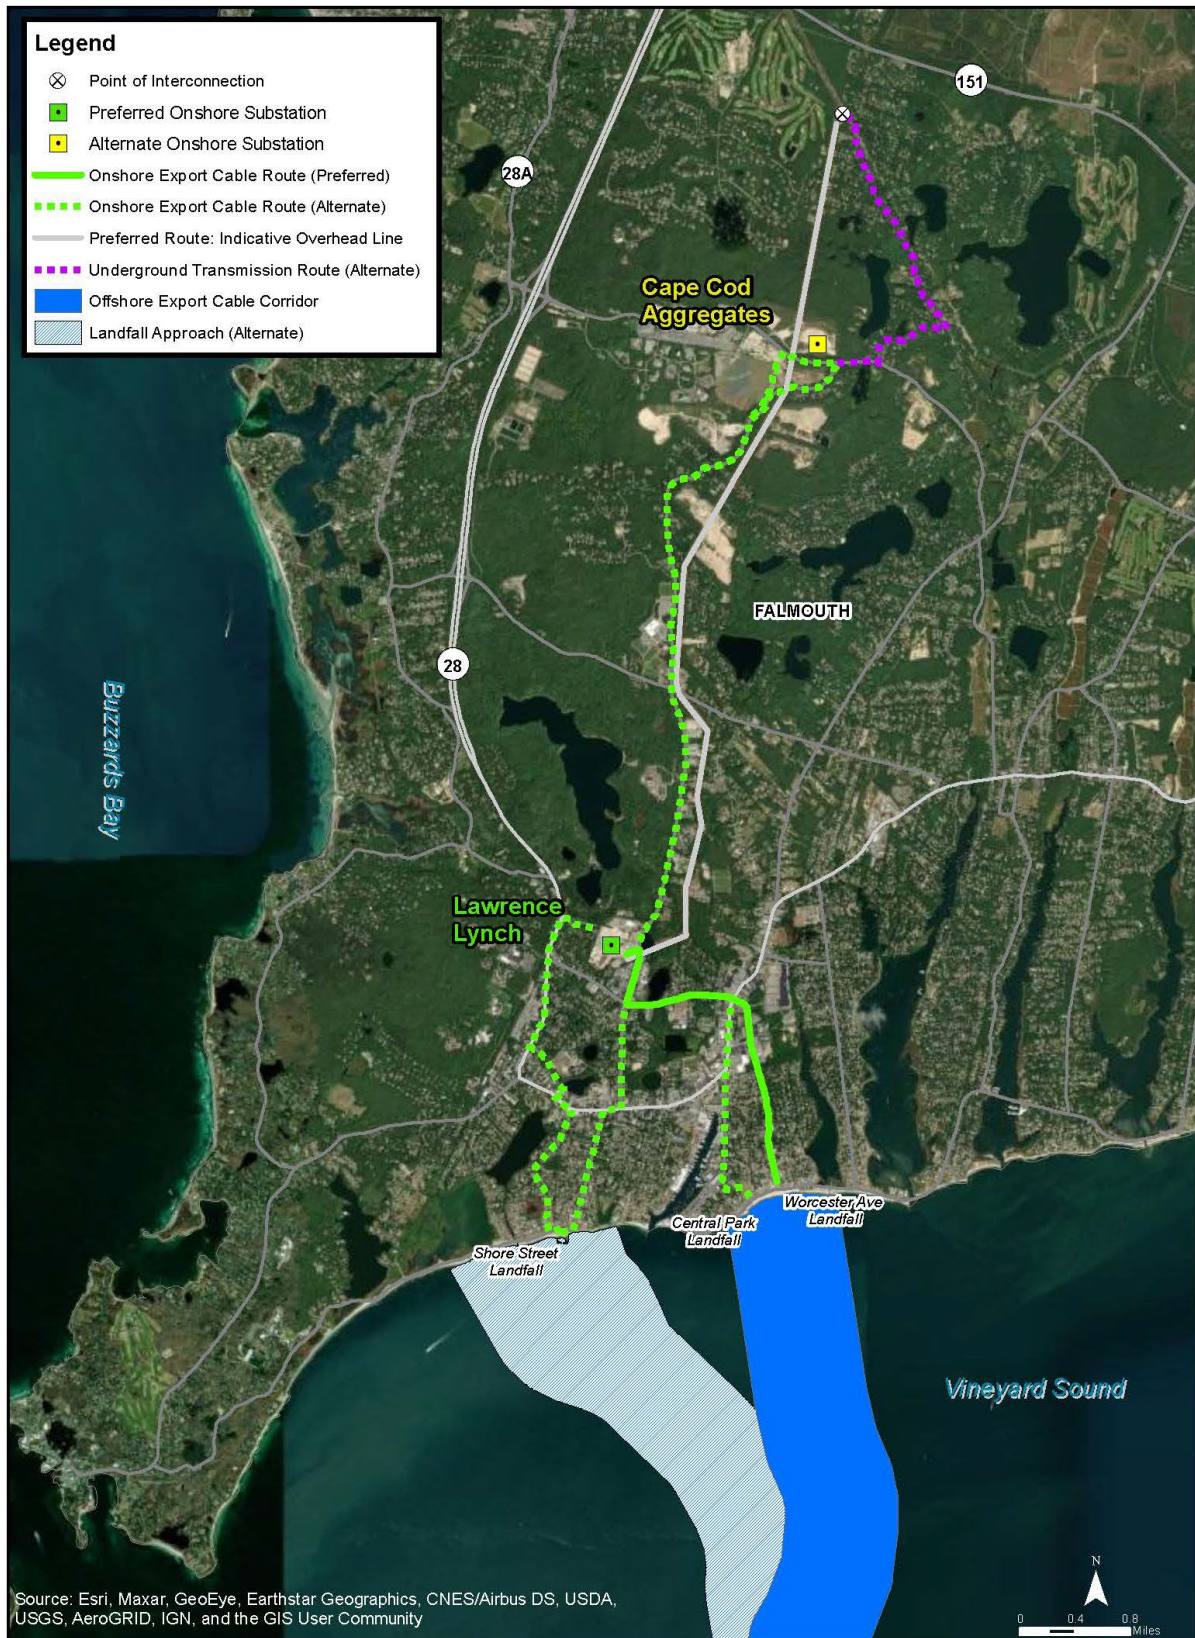 Legend
Point of Interconnection
Preferred Onshore Substation
Alternate Onshore Substation
Onshore Export Cable Route (Preferred)
Onshore Export Cable Route (Alternate)
Preferred Route: Indicative Overhead Line
Underground Transmission Route (Alternate)
Offshore Export Cable Corridor
Landfall Approach (Alternate)
151
28A
Cape Cod
Aggregates
FALMOUTH
28
Buzzards Bay
Lawrence
Lynch
Worcester Ave
Landfall
Central Park
Landfall
Shore Street
Landfall
Vineyard Sound
N
Source: Esri, Maxar, GeoEye, Earthstar Geographics, CNES/Airbus DS, USDA,
USGS, AeroGRID, IGN, and the GIS User Community
0 0.4 0.8
Miles